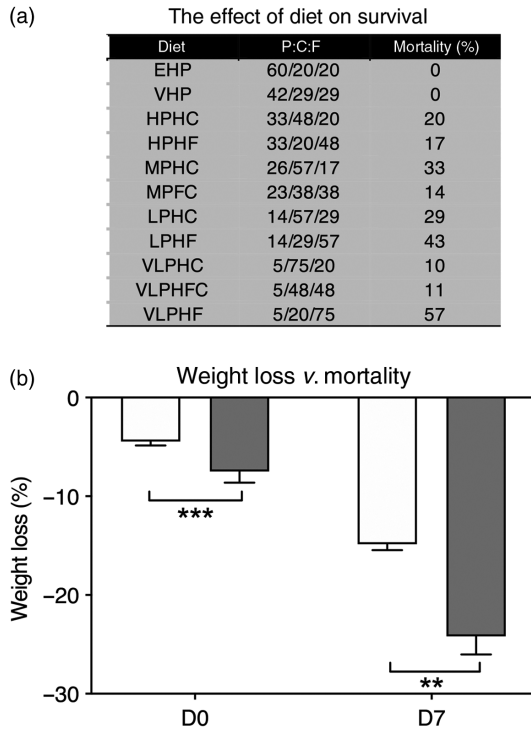 (a)
The effect of diet on survival
Diet P:C:F Mortality (%)
EHP 60/20/20 0
VHP 42/29/29 0
HPHC 33/48/20 20
HPHF 33/20/48 17
MPHC 26/57/17 33
MPFC 23/38/38 14
LPHC 14/57/29 29
LPHF 14/29/57 43
VLPHC 5/75/20 10
VLPHFC 5/48/48 11
VLPHF 5/20/75 57
(b)
Weight loss v. mortality
Weight loss (%)
0
−10
−20
−30
***
**
D0 D7